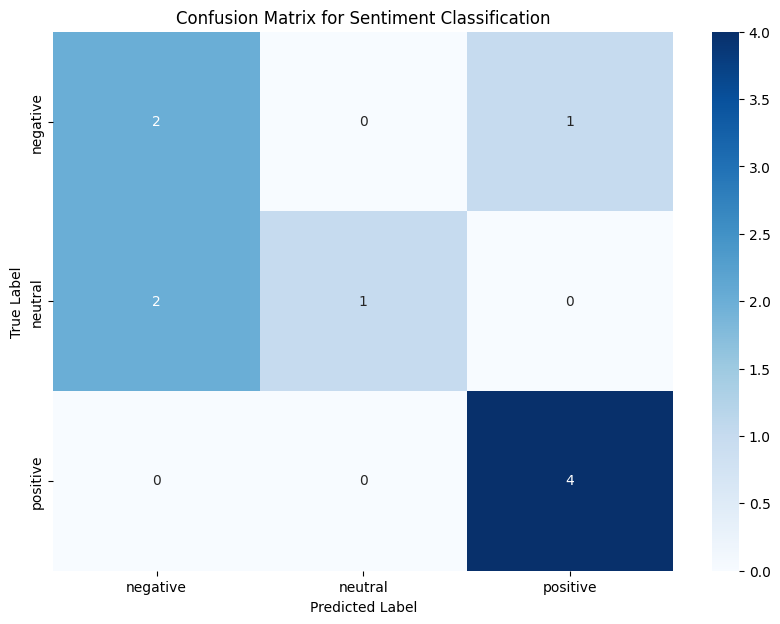 Confusion Matrix for Sentiment Classification
True Label
negative
2
0
1
neutral
2
1
0
positive
0
0
4
negative
neutral
positive
Predicted Label
4.0
3.5
3.0
2.5
2.0
1.5
1.0
0.5
0.0